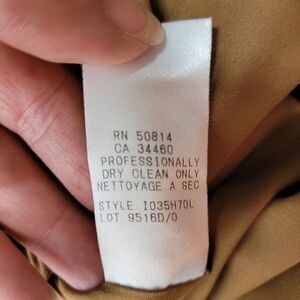 RN 50814
CA 34460
PROFESSIONALLY
DRY CLEAN ONLY
NETTOYAGE A SEC
STYLE I035H70L
LOT 9516D/0